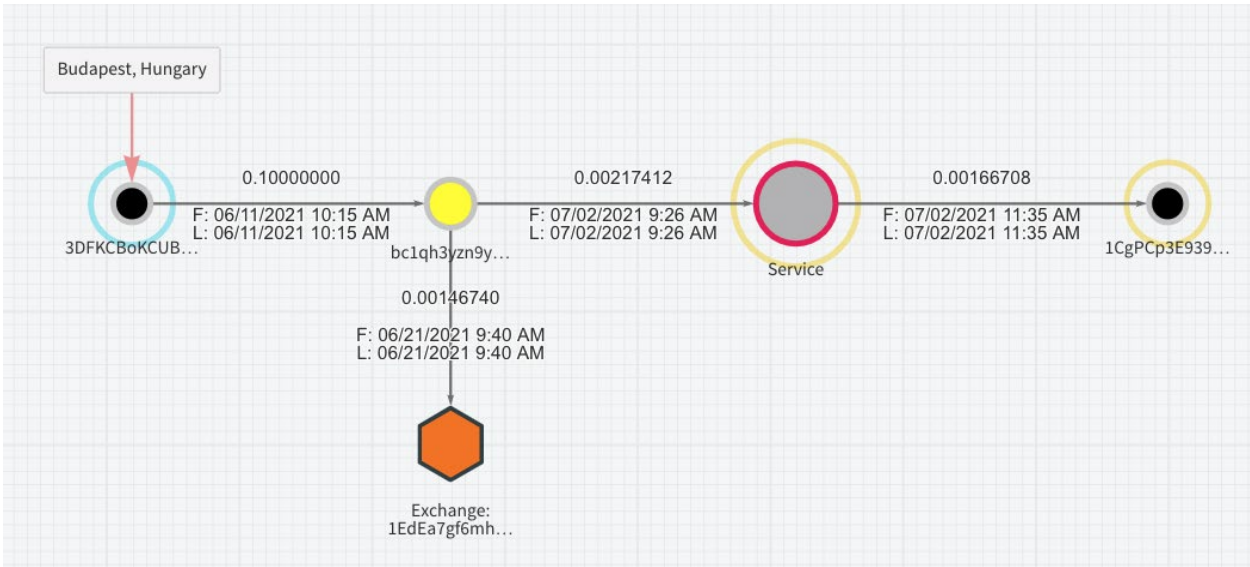 Budapest, Hungary
0.10000000
F: 06/11/2021 10:15 AM
L: 06/11/2021 10:15 AM
3DFKCBoKCUB...
bc1qh3yzn9y...
0.00217412
F: 07/02/2021 9:26 AM
L: 07/02/2021 9:26 AM
Service
0.00166708
F: 07/02/2021 11:35 AM
L: 07/02/2021 11:35 AM
1CgPCp3E939...
0.00146740
F: 06/21/2021 9:40 AM
L: 06/21/2021 9:40 AM
Exchange:
1EdEa7gf6mh...